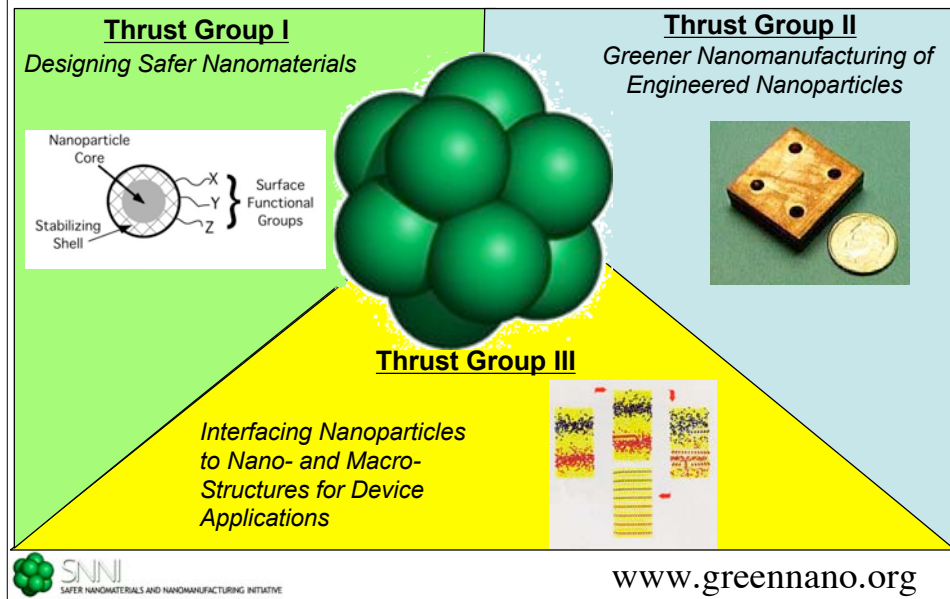 Thrust Group I
Designing Safer Nanomaterials
Nanoparticle
Core
Stabilizing
Shell
X
Y
Z
Surface
Functional
Groups
Thrust Group II
Greener Nanomanufacturing of
Engineered Nanoparticles
Thrust Group III
Interfacing Nanoparticles
to Nano- and Macro-
Structures for Device
Applications
SNNI
SAFER NANOMATERIALS AND NANOMANUFACTURING INITIATIVE
www.greennano.org